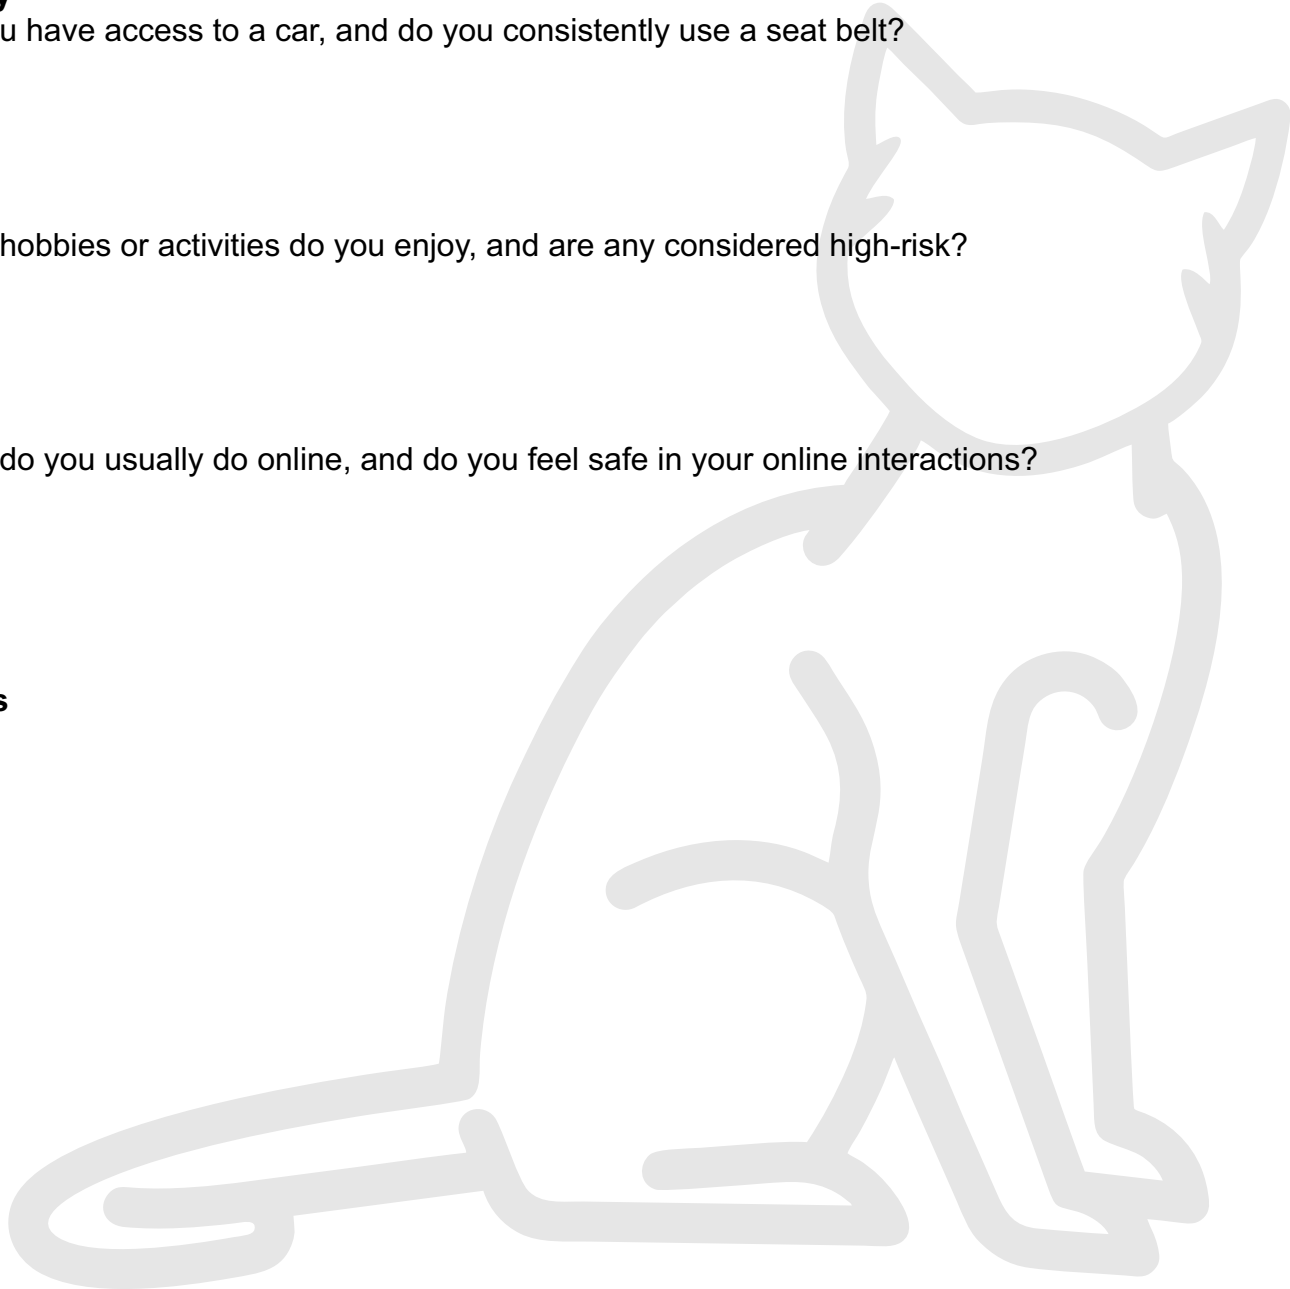 u have access to a car, and do you consistently use a seat belt?
hobbies or activities do you enjoy, and are any considered high-risk?
do you usually do online, and do you feel safe in your online interactions?
s